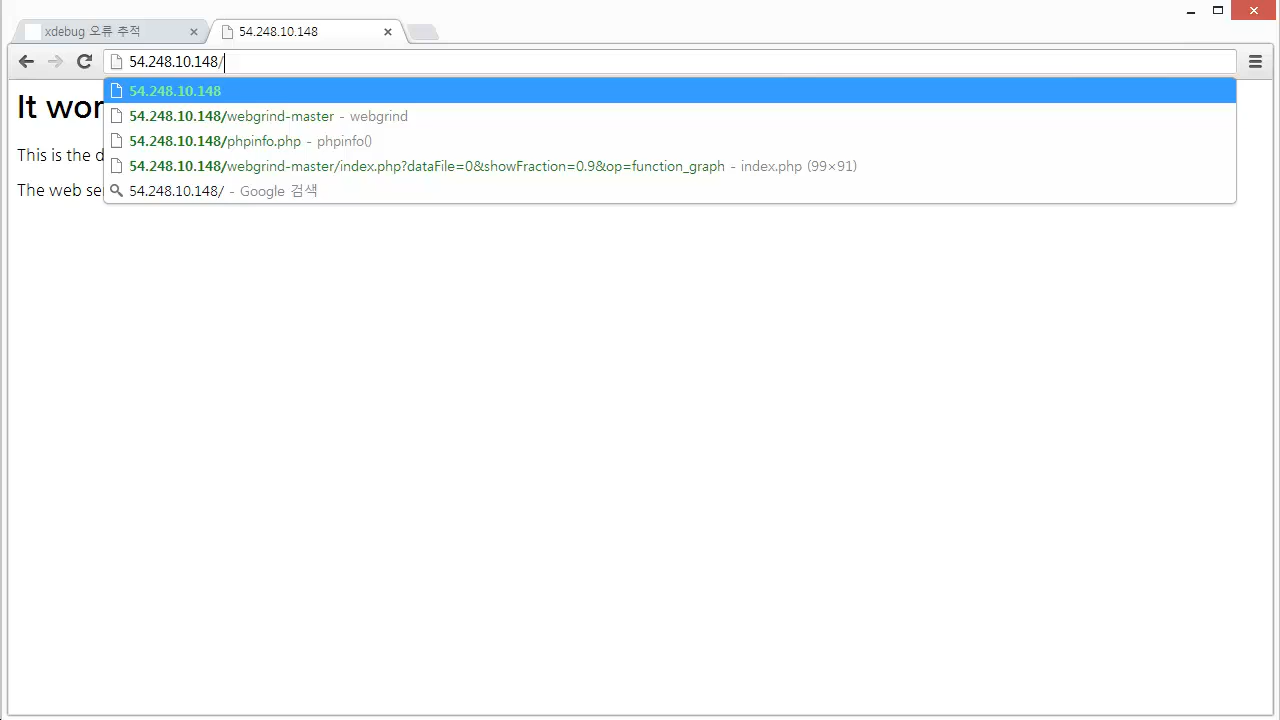 xdebug 오류 추적
54.248.10.148
54.248.10.148/
54.248.10.148
54.248.10.148/webgrind-master - webgrind
54.248.10.148/phpinfo.php - phpinfo()
54.248.10.148/webgrind-master/index.php?dataFile=0&showFraction=0.9&op=function_graph - index.php (99×91)
54.248.10.148/ - Google 검색
It wor
This is the d
The web se